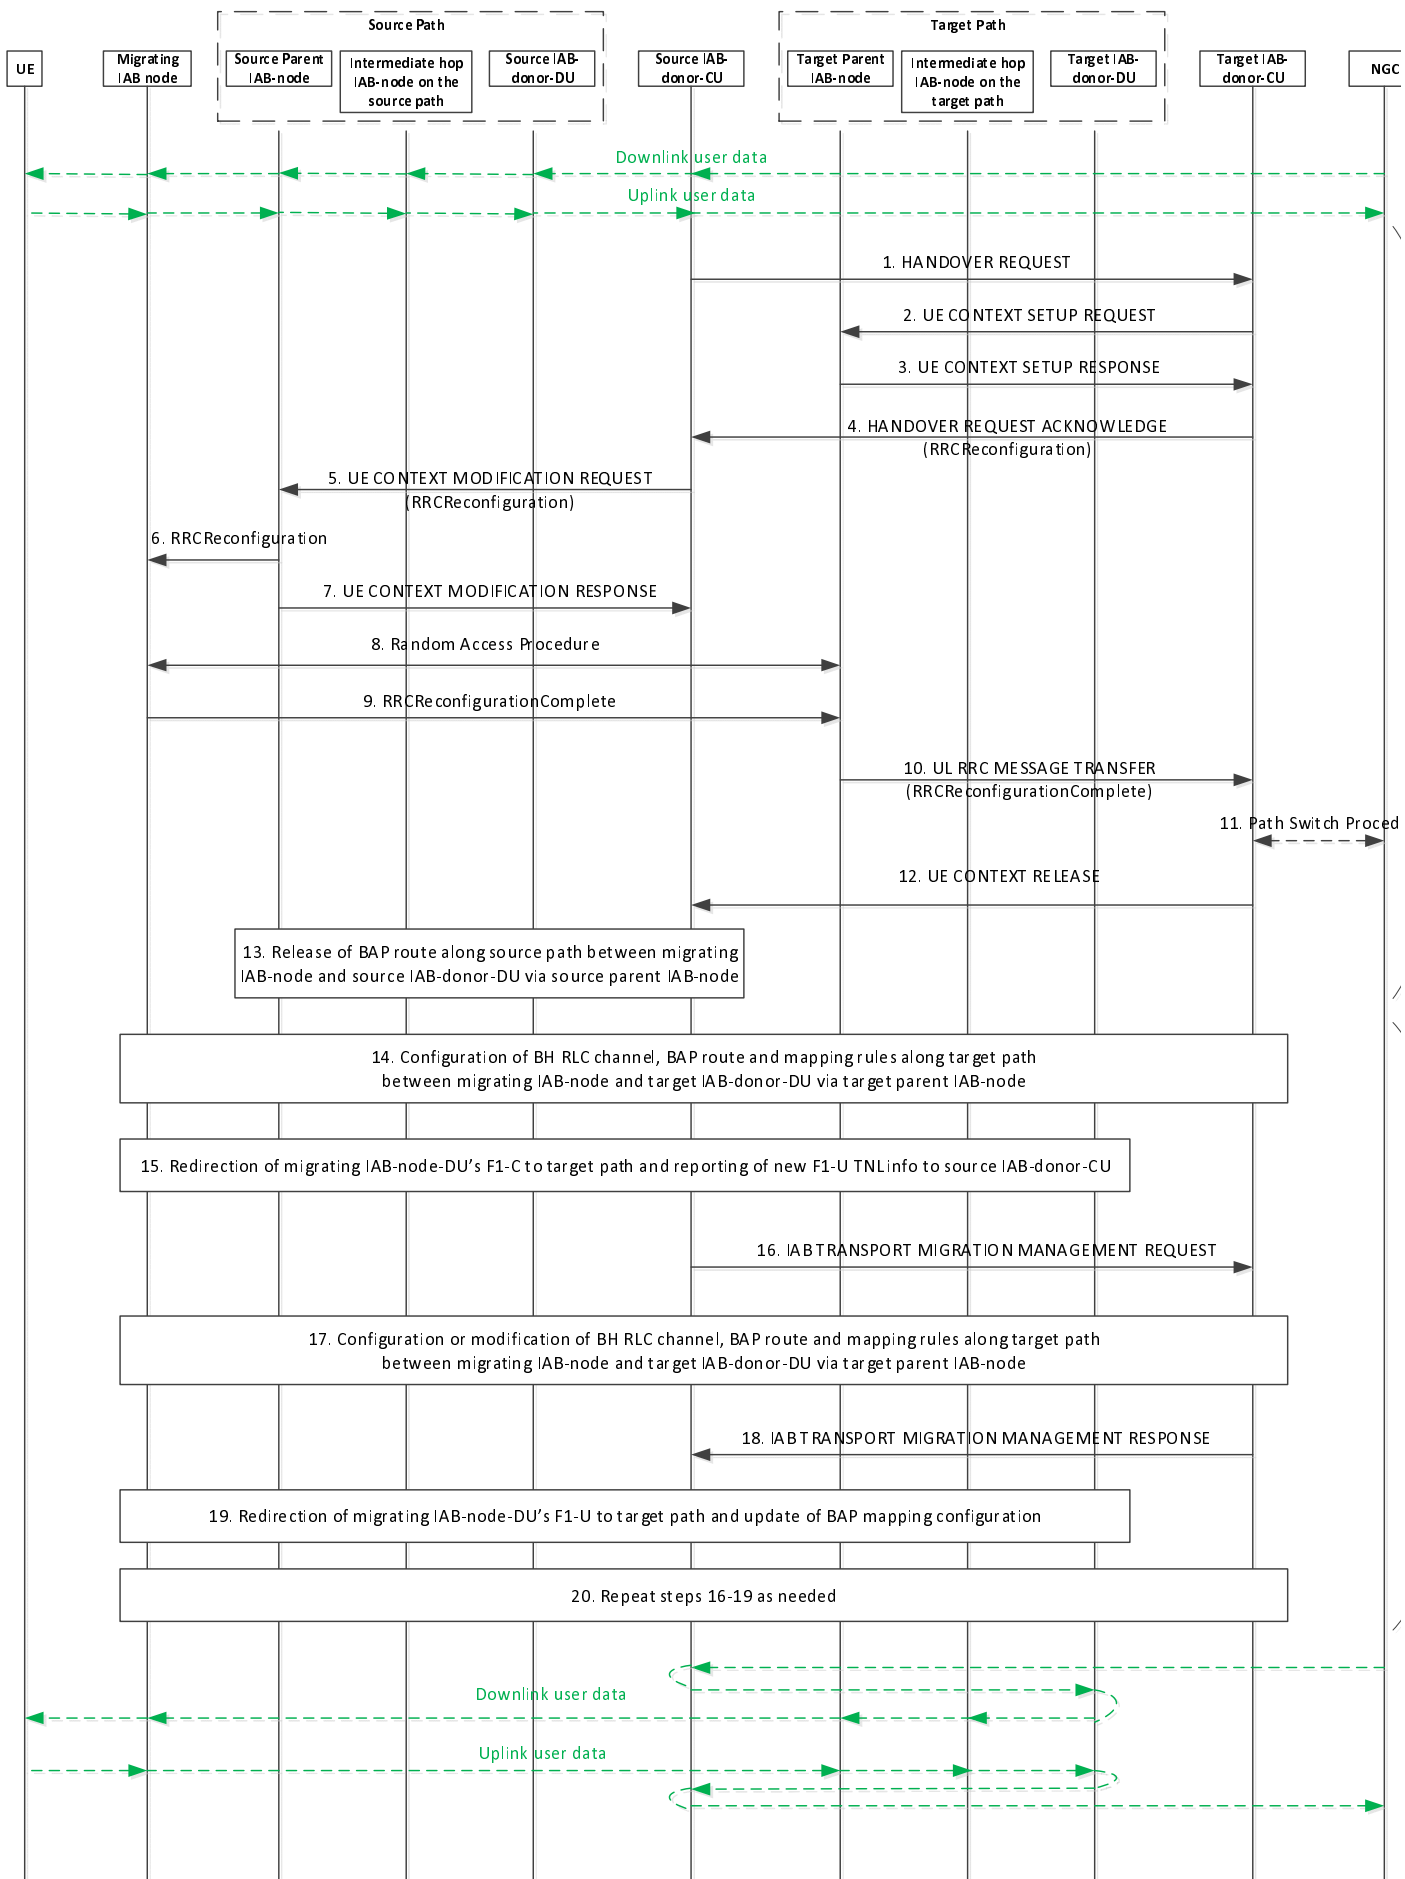 Source Path
Target Path
UE
Migrating
IAB node
Source Parent
IAB-node
Intermediate hop
IAB-node on the
source path
Source IAB-
donor-DU
Source IAB-
donor-CU
Target Parent
IAB-node
Intermediate hop
IAB-node on the
target path
Target IAB-
donor-DU
Target IAB-
donor-CU
NGC
Downlink user data
Uplink user data
1. HANDOVER REQUEST
2. UE CONTEXT SETUP REQUEST
3. UE CONTEXT SETUP RESPONSE
4. HANDOVER REQUEST ACKNOWLEDGE
(RRCReconfiguration)
5. UE CONTEXT MODIFICATION REQUEST
(RRCReconfiguration)
6. RRCReconfiguration
7. UE CONTEXT MODIFICATION RESPONSE
8. Random Access Procedure
9. RRCReconfigurationComplete
10. UL RRC MESSAGE TRANSFER
(RRCReconfigurationComplete)
11. Path Switch Proced
12. UE CONTEXT RELEASE
13. Release of BAP route along source path between migrating
IAB-node and source IAB-donor-DU via source parent IAB-node
14. Configuration of BH RLC channel, BAP route and mapping rules along target path
between migrating IAB-node and target IAB-donor-DU via target parent IAB-node
15. Redirection of migrating IAB-node-DU’s F1-C to target path and reporting of new F1-U TNL info to source IAB-donor-CU
16. IAB TRANSPORT MIGRATION MANAGEMENT REQUEST
17. Configuration or modification of BH RLC channel, BAP route and mapping rules along target path
between migrating IAB-node and target IAB-donor-DU via target parent IAB-node
18. IAB TRANSPORT MIGRATION MANAGEMENT RESPONSE
19. Redirection of migrating IAB-node-DU’s F1-U to target path and update of BAP mapping configuration
20. Repeat steps 16-19 as needed
Downlink user data
Uplink user data